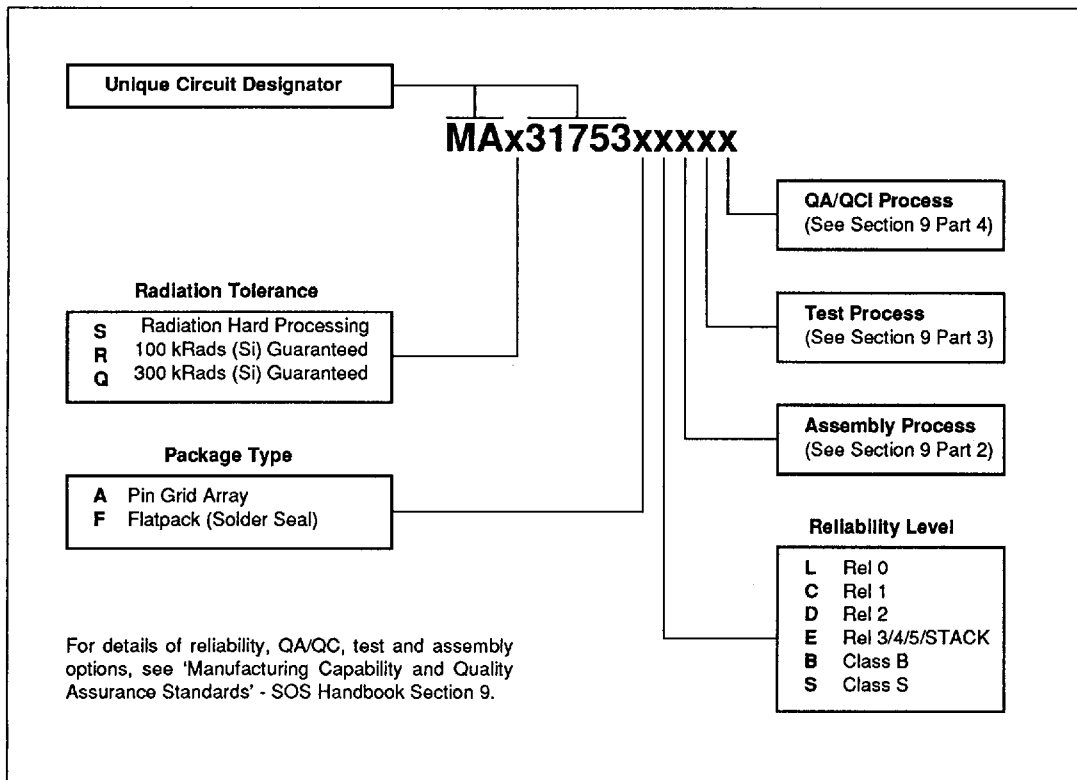 Unique Circuit Designator
MAx31753xxxxx
QA/QCI Process
(See Section 9 Part 4)
Radiation Tolerance
S Radiation Hard Processing
R 100 kRads (Si) Guaranteed
Q 300 kRads (Si) Guaranteed
Test Process
(See Section 9 Part 3)
Assembly Process
(See Section 9 Part 2)
Package Type
A Pin Grid Array
F Flatpack (Solder Seal)
Reliability Level
L Rel 0
C Rel 1
D Rel 2
E Rel 3/4/5/STACK
B Class B
S Class S
For details of reliability, QA/QC, test and assembly
options, see ‘Manufacturing Capability and Quality
Assurance Standards’ - SOS Handbook Section 9.